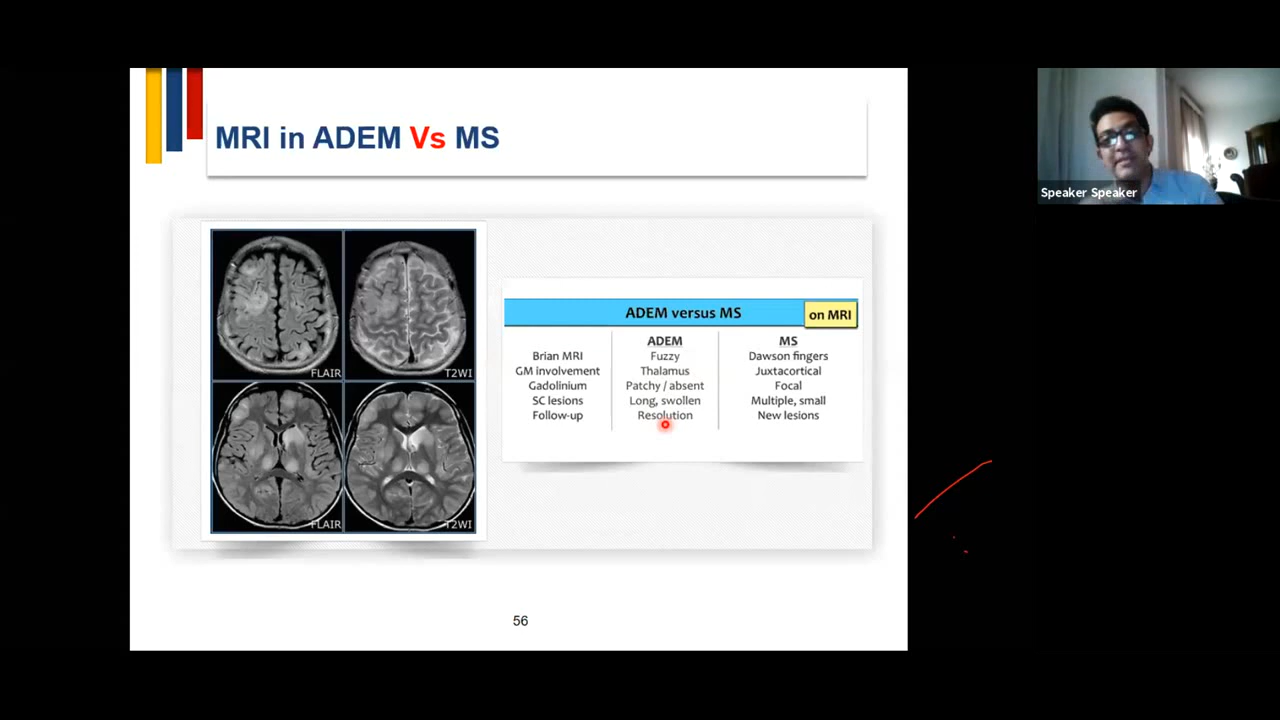 MRI in ADEM Vs MS
FLAIR
T2WI
FLAIR
T2WI
ADEM versus MS
on MRI
ADEM MS
Brian MRI Fuzzy Dawson fingers
GM involvement Thalamus Juxtacortical
Gadolinium Patchy / absent Focal
SC lesions Long, swollen Multiple, small
Follow-up Resolution New lesions
56
Speaker Speaker